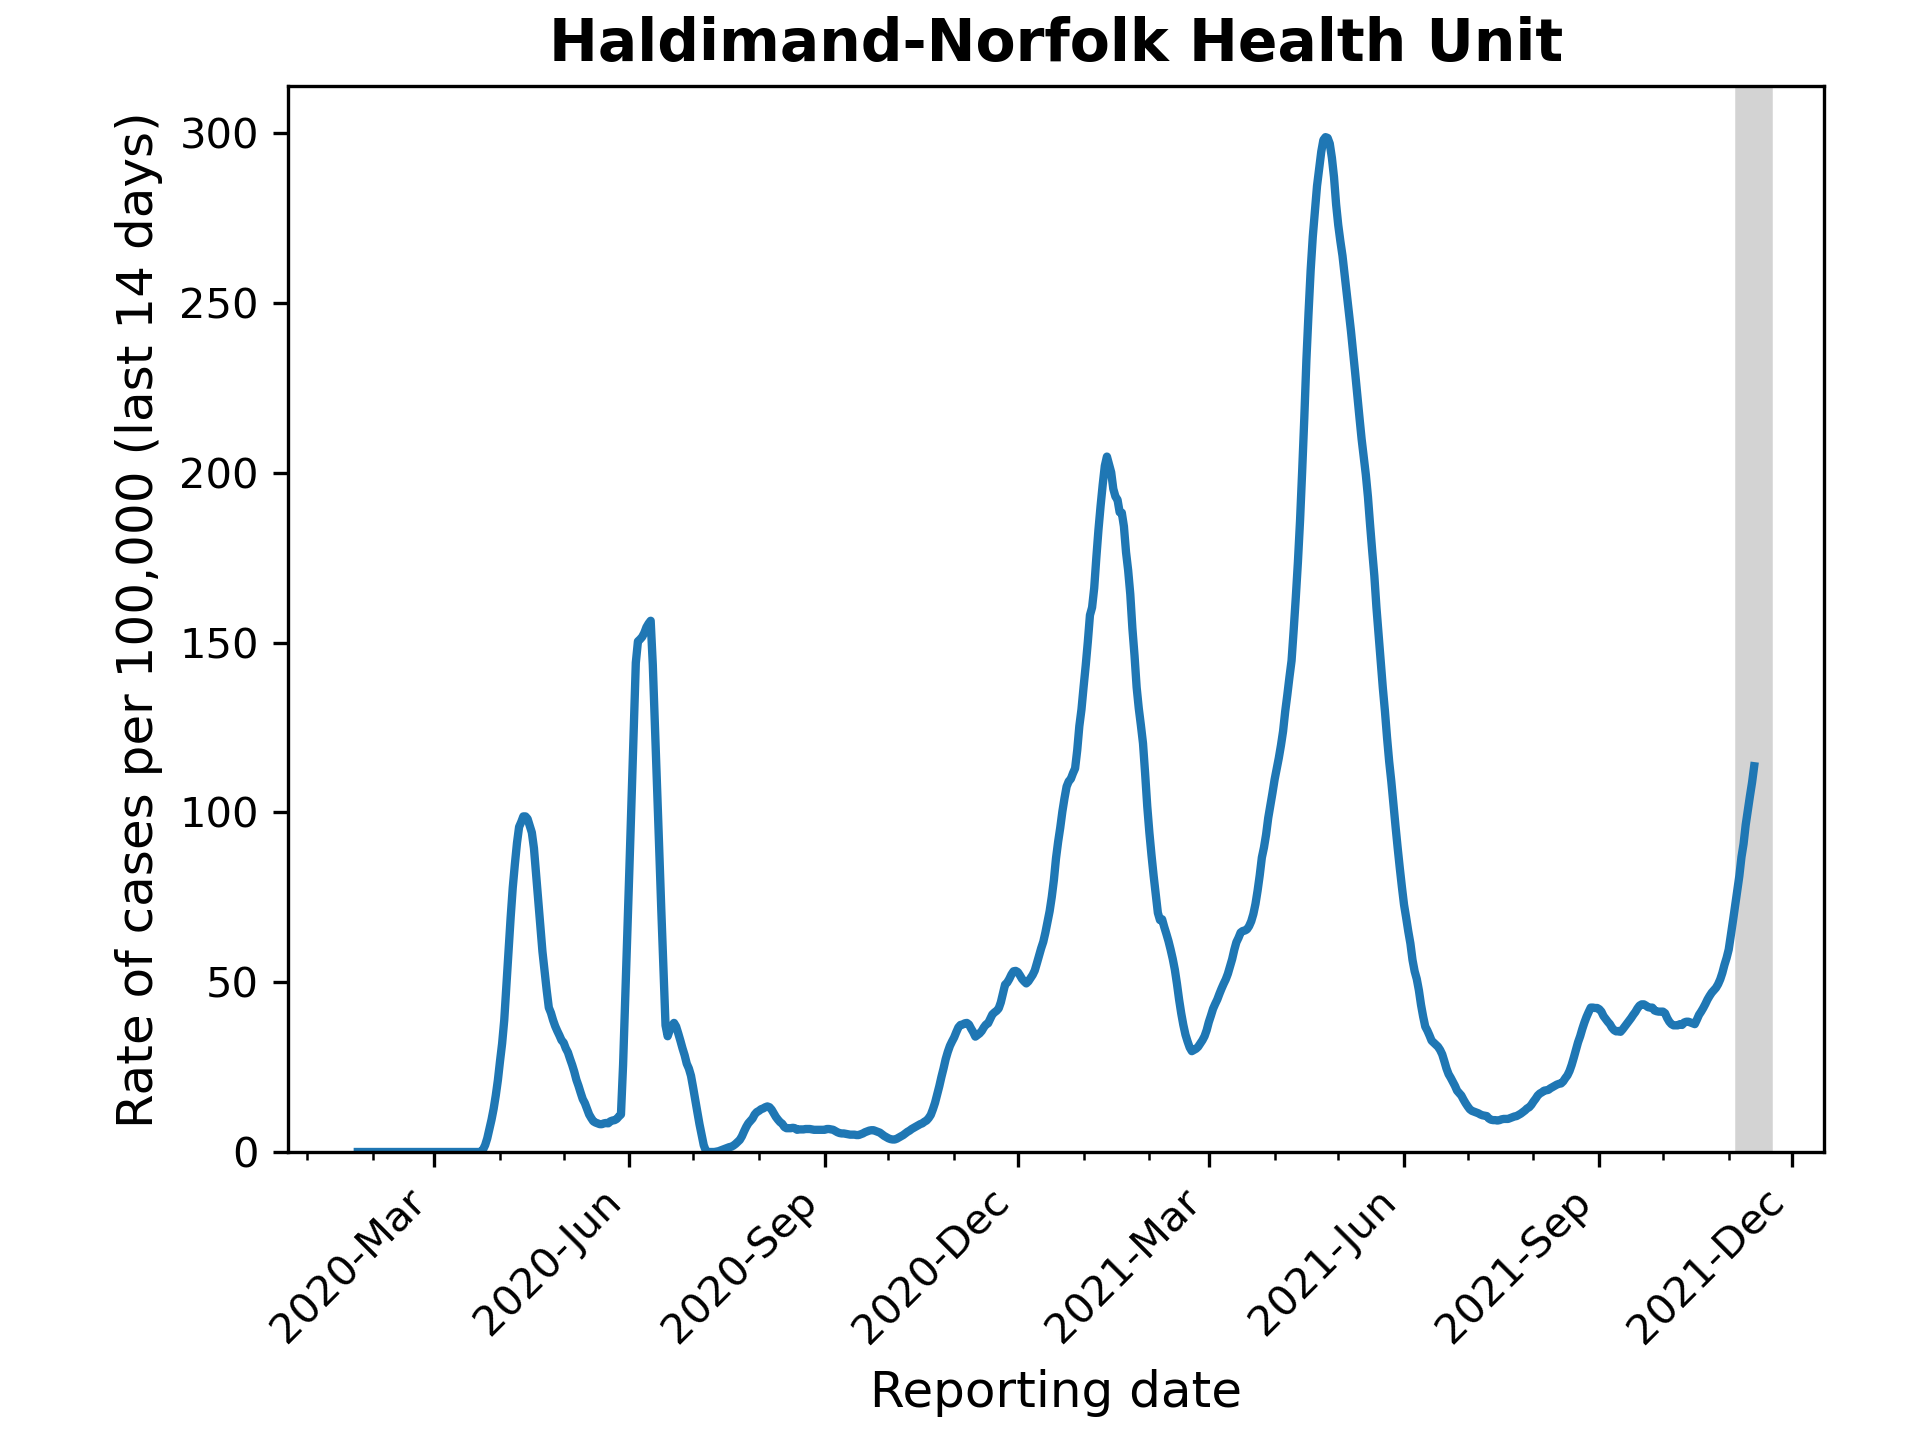 Haldimand-Norfolk Health Unit
Rate of cases per 100,000 (last 14 days)
300
250
200
150
100
50
0
2020-Mar
2020-Jun
2020-Sep
2020-Dec
2021-Mar
2021-Jun
2021-Sep
2021-Dec
Reporting date